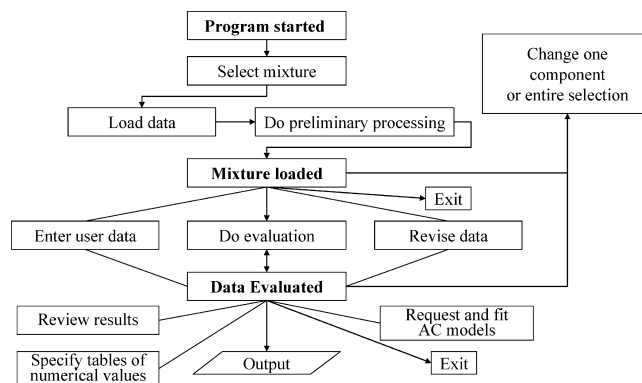 Program started
Select mixture
Change one
component
or entire selection
Load data
Do preliminary processing
Mixture loaded
Exit
Enter user data
Do evaluation
Revise data
Data Evaluated
Review results
Request and fit
AC models
Specify tables of
numerical values
Output
Exit